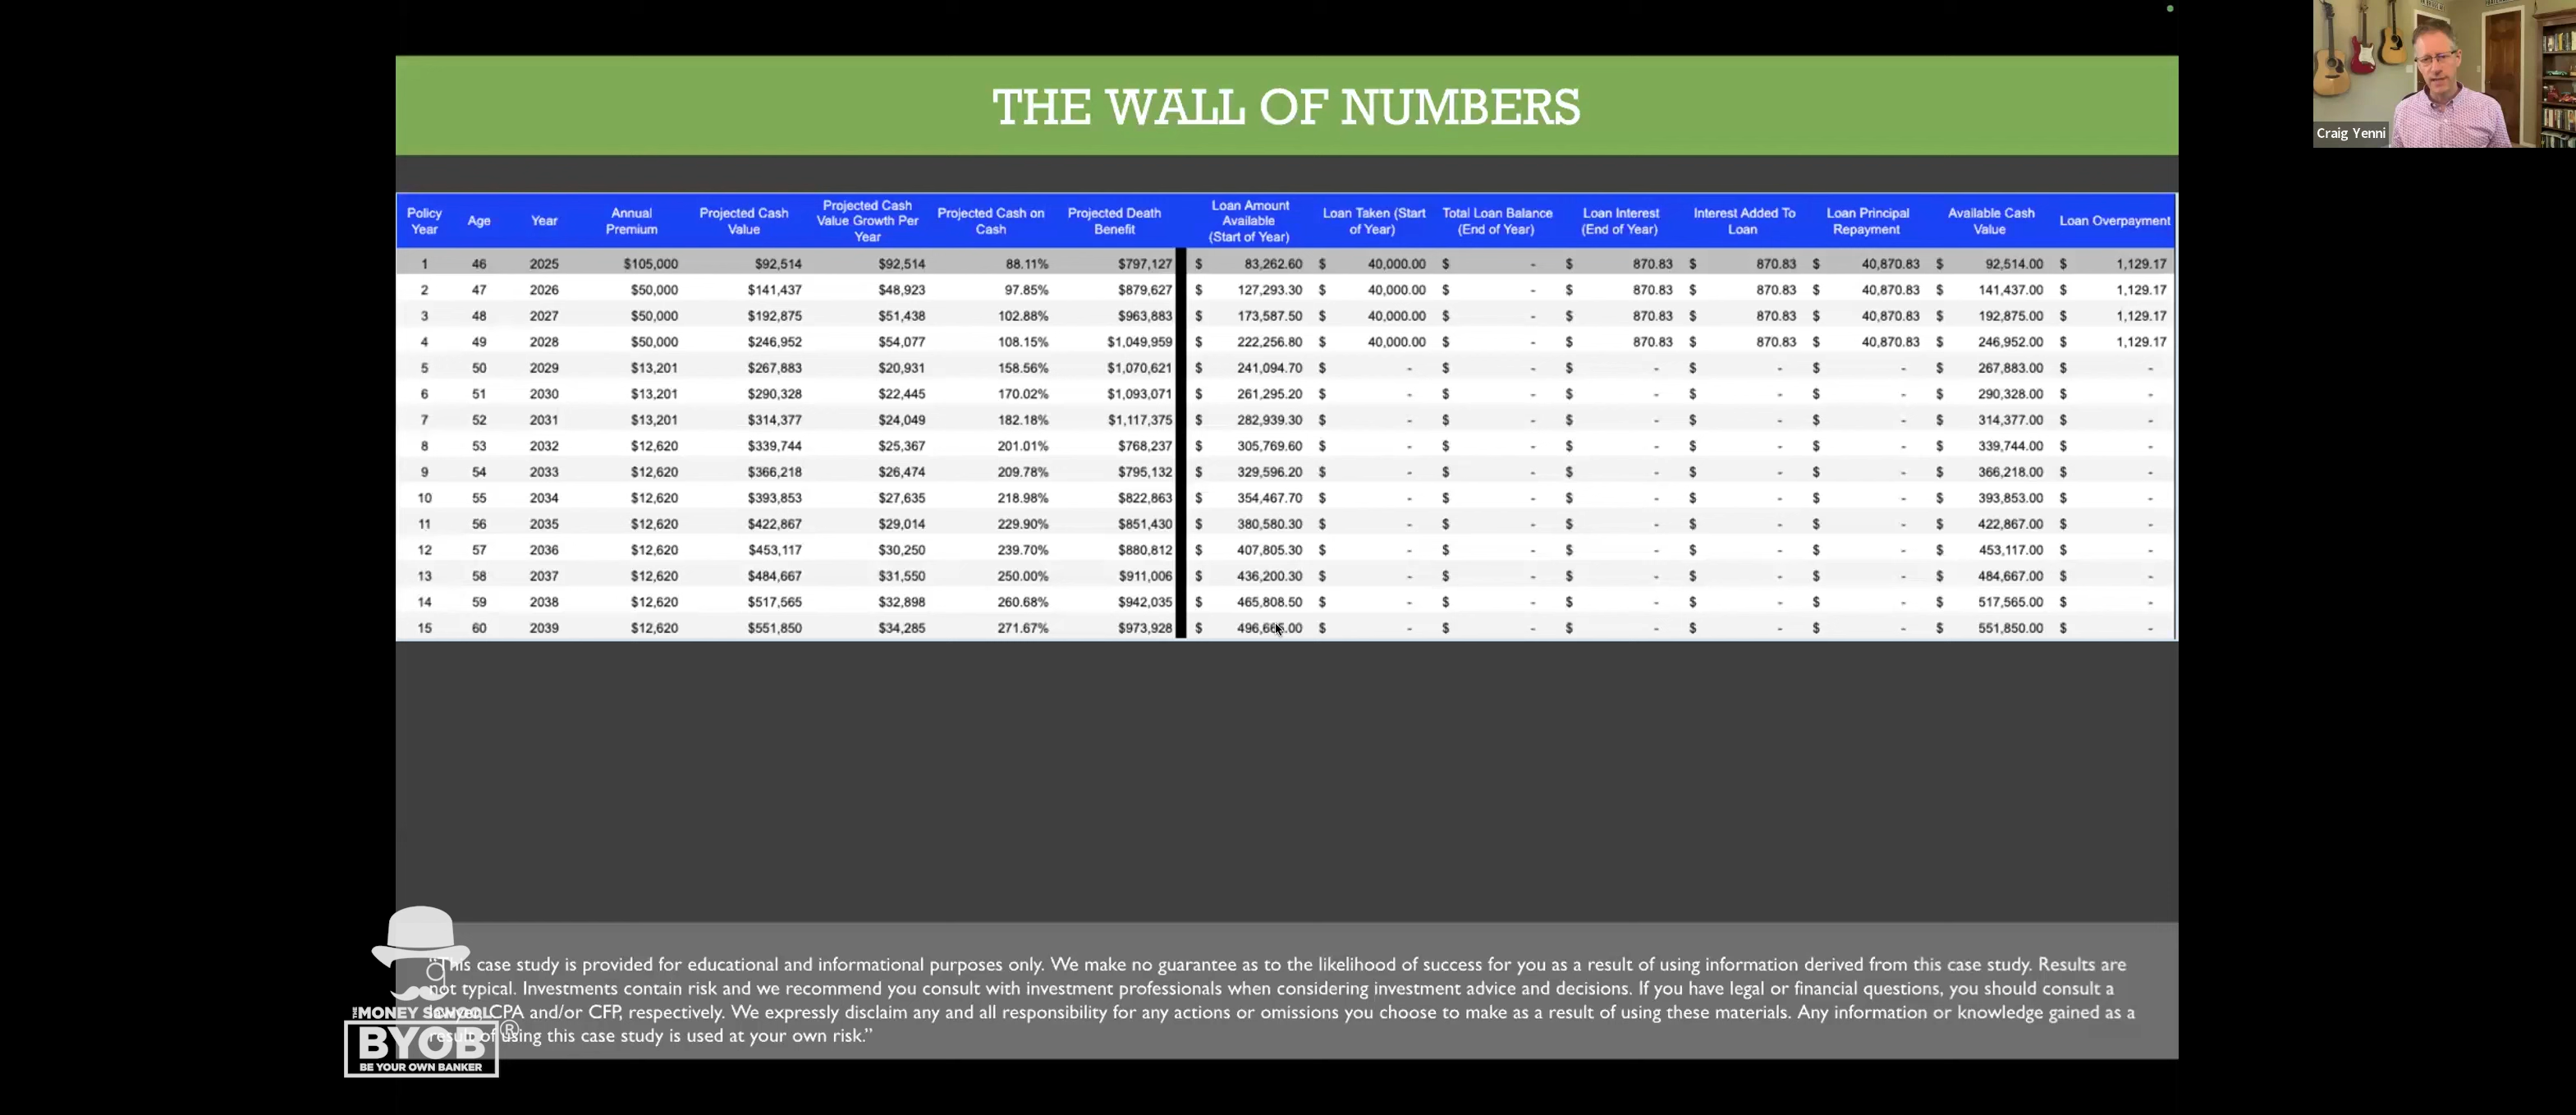 Craig Yenni
THE WALL OF NUMBERS
Policy Year Age Year Annual Premium Projected Cash Value Projected Cash Value Growth Per Year Projected Cash on Cash Projected Death Benefit Loan Amount Available (Start of Year) Loan Taken (Start of Year) Total Loan Balance (End of Year) Loan Interest (End of Year) Interest Added To Loan Loan Principal Repayment Available Cash Value Loan Overpayment
1 46 2025 $105,000 $92,514 $92,514 88.11% $797,127 $ 83,262.60 $ 40,000.00 $ - $ 870.83 $ 870.83 $ 40,870.83 $ 92,514.00 $ 1,129.17
2 47 2026 $50,000 $141,437 $48,923 97.85% $879,627 $ 127,293.30 $ 40,000.00 $ - $ 870.83 $ 870.83 $ 40,870.83 $ 141,437.00 $ 1,129.17
3 48 2027 $50,000 $192,875 $51,438 102.88% $963,883 $ 173,587.50 $ 40,000.00 $ - $ 870.83 $ 870.83 $ 40,870.83 $ 192,875.00 $ 1,129.17
4 49 2028 $50,000 $246,952 $54,077 108.15% $1,049,959 $ 222,256.80 $ 40,000.00 $ - $ 870.83 $ 870.83 $ 40,870.83 $ 246,952.00 $ 1,129.17
5 50 2029 $13,201 $267,883 $20,931 158.56% $1,070,621 $ 241,094.70 $ - $ - $ - $ - $ - $ 267,883.00 $ -
6 51 2030 $13,201 $290,328 $22,445 170.02% $1,093,071 $ 261,295.20 $ - $ - $ - $ - $ - $ 290,328.00 $ -
7 52 2031 $13,201 $314,377 $24,049 182.18% $1,117,375 $ 282,939.30 $ - $ - $ - $ - $ - $ 314,377.00 $ -
8 53 2032 $12,620 $339,744 $25,367 201.01% $768,237 $ 305,769.60 $ - $ - $ - $ - $ - $ 339,744.00 $ -
9 54 2033 $12,620 $366,218 $26,474 209.78% $795,132 $ 329,596.20 $ - $ - $ - $ - $ - $ 366,218.00 $ -
10 55 2034 $12,620 $393,853 $27,635 218.98% $822,863 $ 354,467.70 $ - $ - $ - $ - $ - $ 393,853.00 $ -
11 56 2035 $12,620 $422,867 $29,014 229.90% $851,430 $ 380,580.30 $ - $ - $ - $ - $ - $ 422,867.00 $ -
12 57 2036 $12,620 $453,117 $30,250 239.70% $880,812 $ 407,805.30 $ - $ - $ - $ - $ - $ 453,117.00 $ -
13 58 2037 $12,620 $484,667 $31,550 250.00% $911,006 $ 436,200.30 $ - $ - $ - $ - $ - $ 484,667.00 $ -
14 59 2038 $12,620 $517,565 $32,898 260.68% $942,035 $ 465,808.50 $ - $ - $ - $ - $ - $ 517,565.00 $ -
15 60 2039 $12,620 $551,850 $34,285 271.67% $973,928 $ $ - $ - $ - $ - $ - $ 551,850.00 $ -
"This case study is provided for educational and informational purposes only. We make no guarantee as to the likelihood of success for you as a result of using information derived from this case study. Results are
not typical. Investments contain risk and we recommend you consult with investment professionals when considering investment advice and decisions. If you have legal or financial questions, you should consult a
CPA and/or CFP, respectively. We expressly disclaim any and all responsibility for any actions or omissions you choose to make as a result of using these materials. Any information or knowledge gained as a
result of using this case study is used at your own risk."
THE MONEY SCHOOL
BYOB ®
BE YOUR OWN BANKER